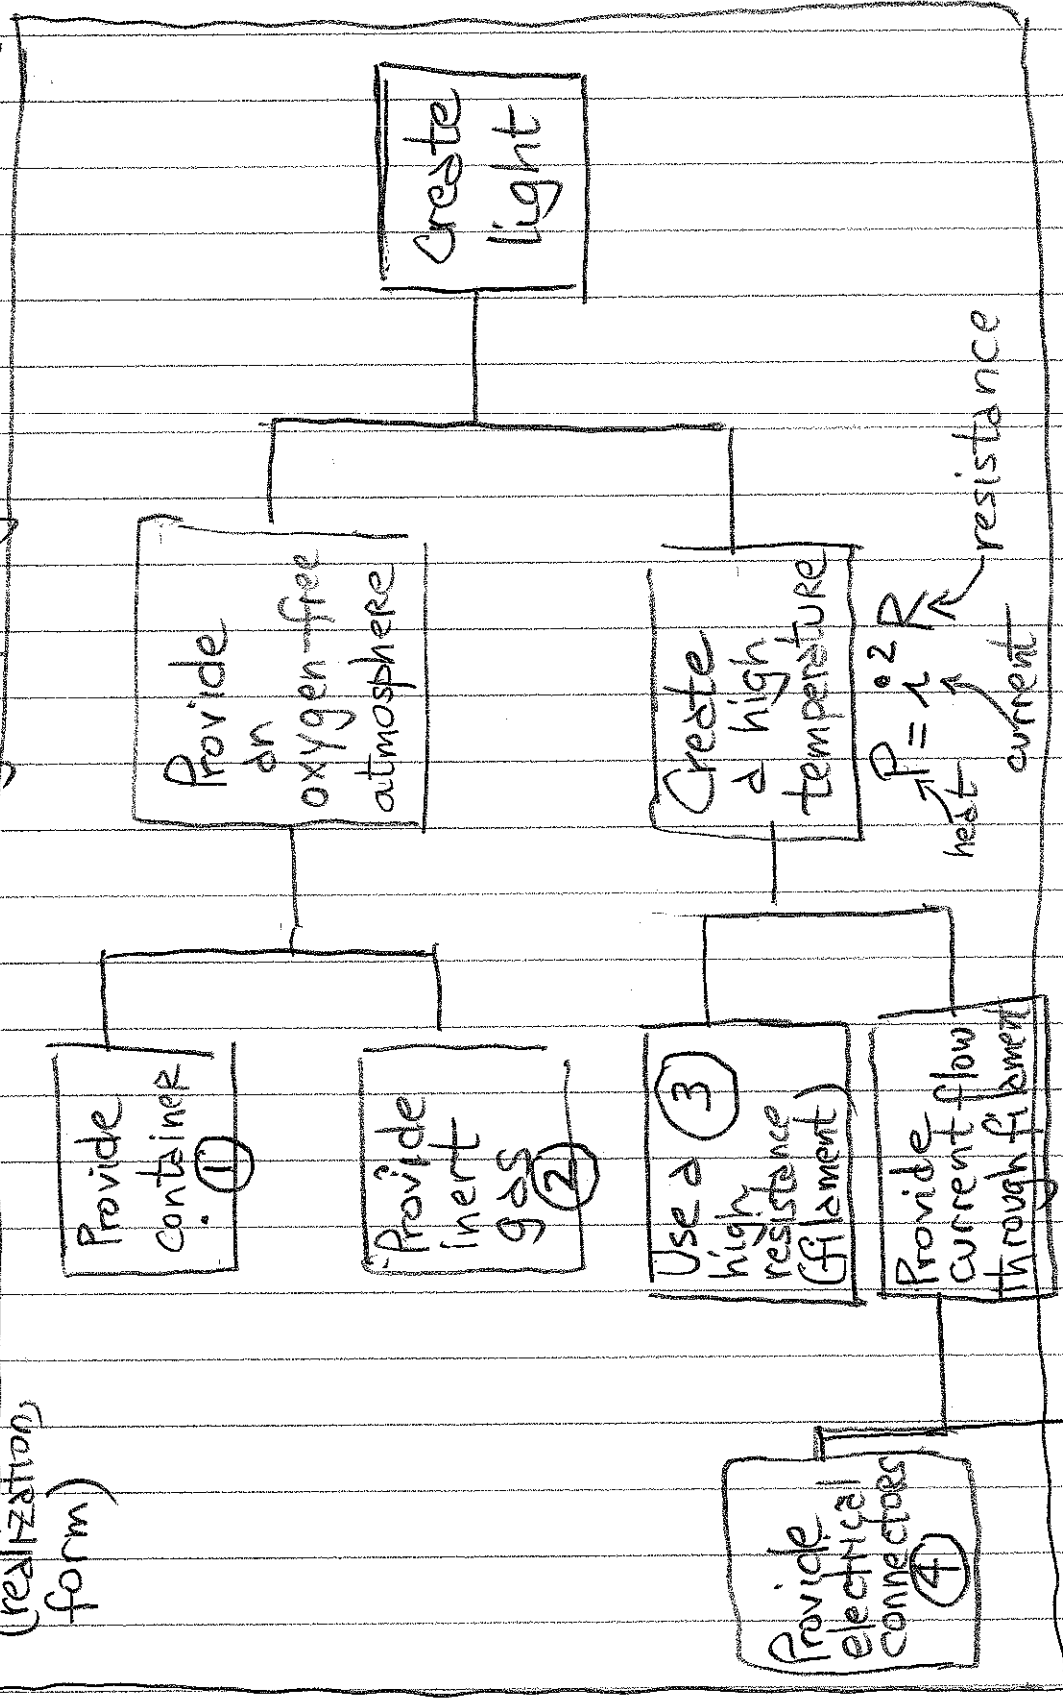 (realization,
form)
Provide
container
1
Provide
an
oxygen-free
atmosphere
Provide
inert
gas
2
Create
light
Use a 3
high
resistance
(filament)
Create
a high
temperature
P = i² R
heat
current
resistance
Provide
current flow
through filament
Provide
electrical
connectors
4